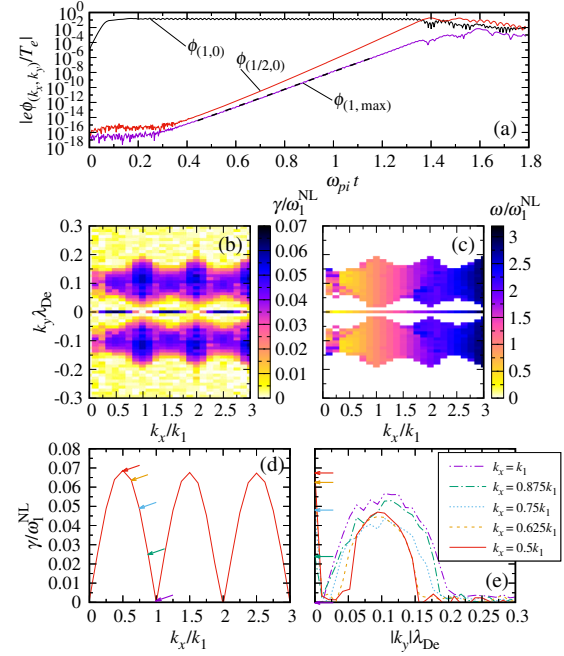 |eϕ(kx,ky)/Te|
10^2
10^0
10^-2
10^-4
10^-6
10^-8
10^-10
10^-12
10^-14
10^-16
10^-18
ϕ(1,0)
ϕ(1/2,0)
ϕ(1,max)
(a)
0 0.2 0.4 0.6 0.8 1 1.2 1.4 1.6 1.8
ωpi t
γ/ω1^NL
ω/ω1^NL
kyλDe
0.3
0.2
0.1
0
-0.1
-0.2
-0.3
(b)
0 0.5 1 1.5 2 2.5 3
kx/k1
0.07
0.06
0.05
0.04
0.03
0.02
0.01
0
(c)
0 0.5 1 1.5 2 2.5 3
kx/k1
3
2.5
2
1.5
1
0.5
0
γ/ω1^NL
0.08
0.07
0.06
0.05
0.04
0.03
0.02
0.01
0
(d)
0 0.5 1 1.5 2 2.5 3
kx/k1
kx = k1
kx = 0.875k1
kx = 0.75k1
kx = 0.625k1
kx = 0.5k1
(e)
0 0.05 0.1 0.15 0.2 0.25 0.3
|ky|λDe